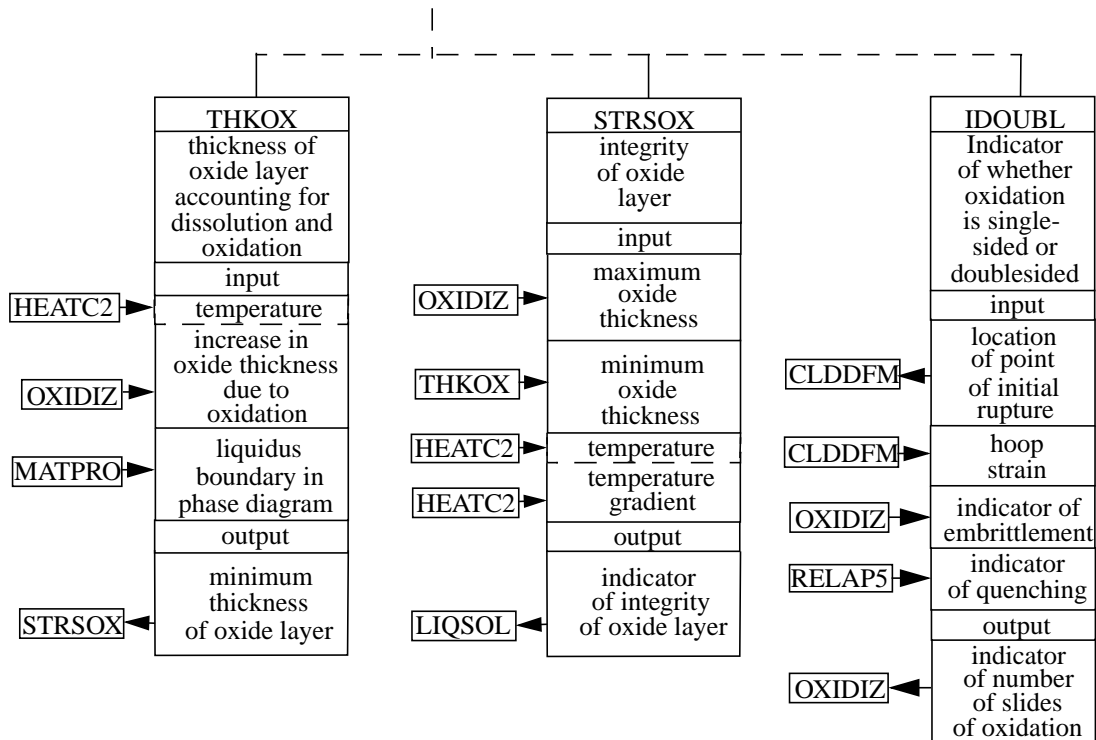 THKOX
thickness of
oxide layer
accounting for
dissolution and
oxidation
input
HEATC2
temperature
increase in
oxide thickness
due to
oxidation
OXIDIZ
MATPRO
liquidus
boundary in
phase diagram
output
minimum
thickness
of oxide layer
STRSOX
STRSOX
integrity
of oxide
layer
input
OXIDIZ
maximum
oxide
thickness
THKOX
minimum
oxide
thickness
HEATC2
temperature
HEATC2
temperature
gradient
output
indicator
of integrity
of oxide layer
LIQSOL
IDOUBL
Indicator
of whether
oxidation
is single-
sided or
doublesided
input
CLDDFM
location
of point
of initial
rupture
CLDDFM
hoop
strain
OXIDIZ
indicator of
embrittlement
RELAP5
indicator
of quenching
output
OXIDIZ
indicator
of number
of slides
of oxidation